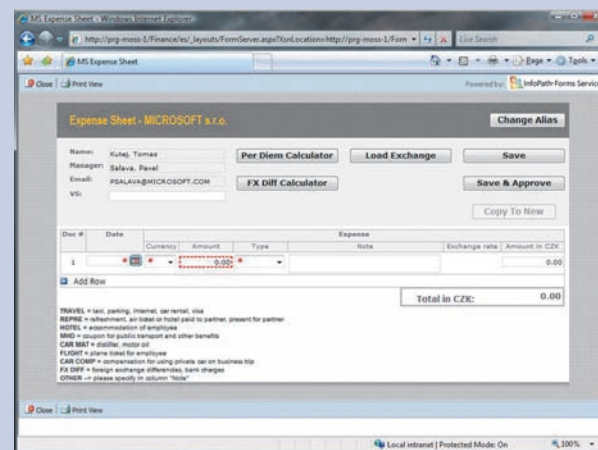 MS Expense Sheet - Windows Internet Explorer
http://prg-moss-1/Finance/es/_layouts/FormServer.aspx?XsnLocation=http://prg-moss-1/Fom
Live Search
MS Expense Sheet
Page Tools
Close Print View
Powered by: InfoPath Forms Service
Expense Sheet - MICROSOFT s.r.o.
Change Alias
Name: Kutej, Tomas
Manager: Salava, Pavel
Email: PSALAVA@MICROSOFT.COM
VS:
Per Diem Calculator
Load Exchange
Save
FX Diff Calculator
Save & Approve
Copy To New
Doc # Date Expense
Currency Amount Type Note Exchange rate Amount in CZK
1 * * 0.00 * 0.00
Add Row
Total in CZK: 0.00
TRAVEL = taxi, parking, internet, car rental, visa
REPRE = refreshment, air ticket or hotel paid to partner, present for partner
HOTEL = accommodation of employee
MHD = coupon for public transport and other benefits
CAR MAT = distiller, motor oil
FLIGHT = plane ticket for employee
CAR COMP = compensation for using private car on business trip
FX DIFF = foreign exchange differencies, bank charges
OTHER -> please specify in column "Note"
Close Print View
Local intranet | Protected Mode: On
100%